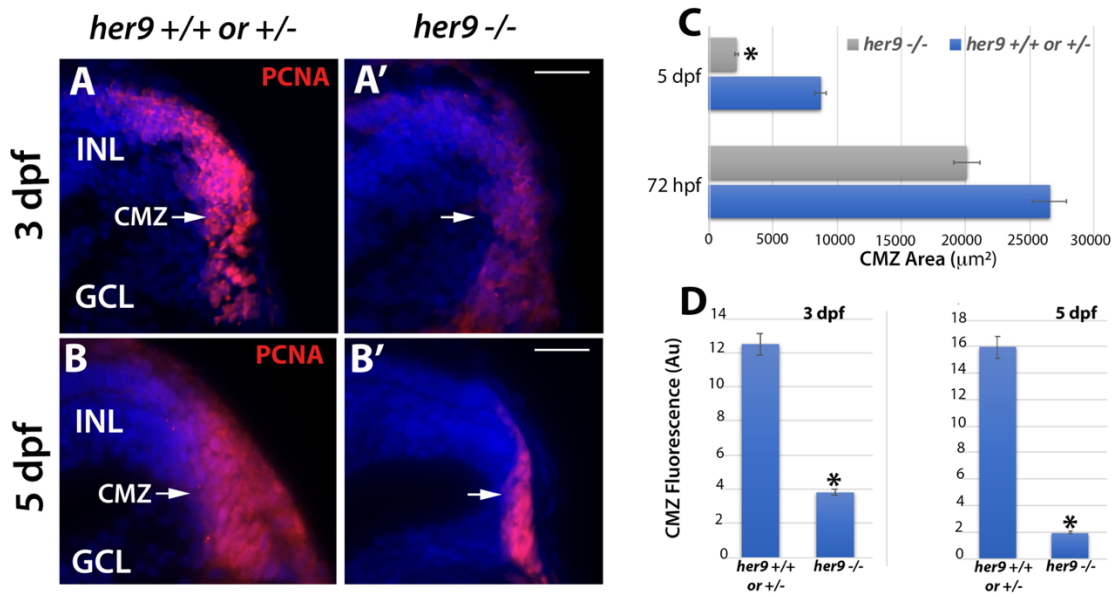 her9 +/+ or +/-
her9 -/-
3 dpf
A
PCNA
INL
CMZ
GCL
A'
5 dpf
B
PCNA
INL
CMZ
GCL
B'
C
her9 -/-
her9 +/+ or +/-
*
5 dpf
72 hpf
0 5000 10000 15000 20000 25000 30000
CMZ Area (μm²)
D
3 dpf
CMZ Fluorescence (Au)
14
12
10
8
6
4
2
0
*
her9 +/+ her9 -/-
or +/-
5 dpf
18
16
14
12
10
8
6
4
2
0
*
her9 +/+ her9 -/-
or +/-